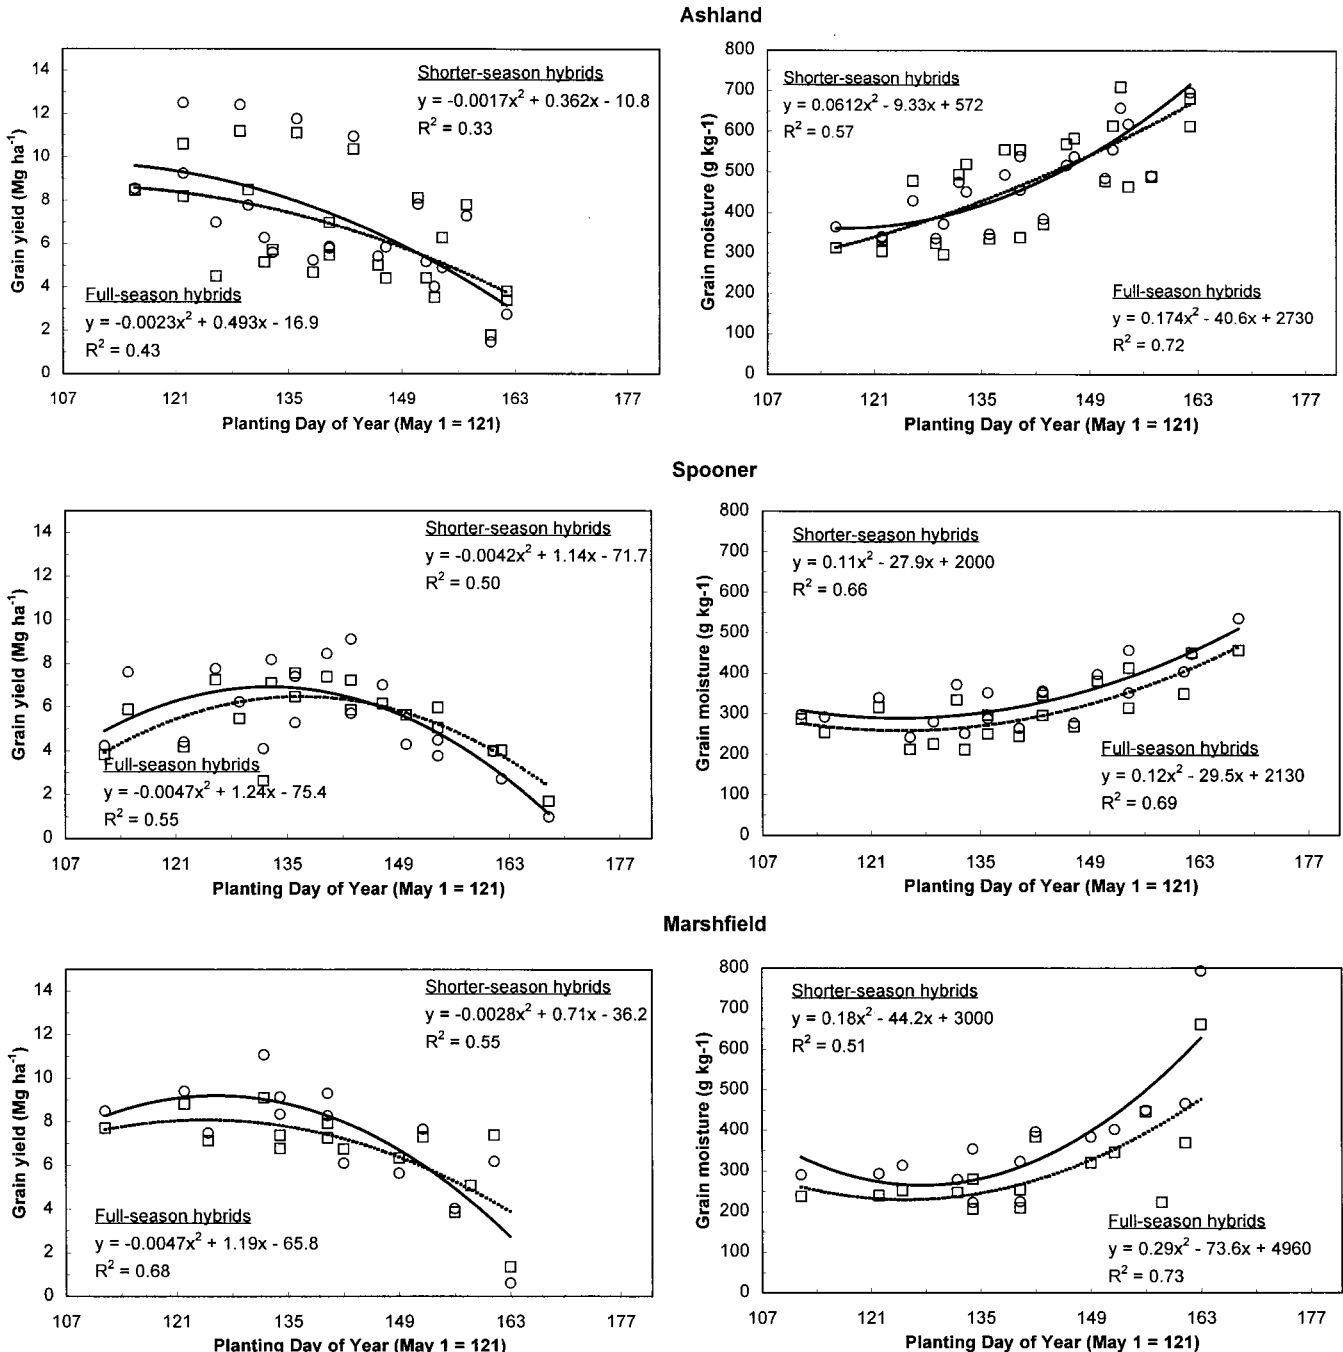 Ashland
Grain yield (Mg ha⁻¹)
14
12
10
8
6
4
2
0
Shorter-season hybrids
y = -0.0017x² + 0.362x - 10.8
R² = 0.33
Full-season hybrids
y = -0.0023x² + 0.493x - 16.9
R² = 0.43
107 121 135 149 163 177
Planting Day of Year (May 1 = 121)
Grain moisture (g kg-1)
800
700
600
500
400
300
200
100
0
Shorter-season hybrids
y = 0.0612x² - 9.33x + 572
R² = 0.57
Full-season hybrids
y = 0.174x² - 40.6x + 2730
R² = 0.72
107 121 135 149 163 177
Planting Day of Year (May 1 = 121)
Spooner
Grain yield (Mg ha⁻¹)
14
12
10
8
6
4
2
0
Shorter-season hybrids
y = -0.0042x² + 1.14x - 71.7
R² = 0.50
Full-season hybrids
y = -0.0047x² + 1.24x - 75.4
R² = 0.55
107 121 135 149 163 177
Planting Day of Year (May 1 = 121)
Grain moisture (g kg-1)
800
700
600
500
400
300
200
100
0
Shorter-season hybrids
y = 0.11x² - 27.9x + 2000
R² = 0.66
Full-season hybrids
y = 0.12x² - 29.5x + 2130
R² = 0.69
107 121 135 149 163 177
Planting Day of Year (May 1 = 121)
Marshfield
Grain yield (Mg ha⁻¹)
14
12
10
8
6
4
2
0
Shorter-season hybrids
y = -0.0028x² + 0.71x - 36.2
R² = 0.55
Full-season hybrids
y = -0.0047x² + 1.19x - 65.8
R² = 0.68
107 121 135 149 163 177
Planting Day of Year (May 1 = 121)
Grain moisture (g kg-1)
800
700
600
500
400
300
200
100
0
Shorter-season hybrids
y = 0.18x² - 44.2x + 3000
R² = 0.51
Full-season hybrids
y = 0.29x² - 73.6x + 4960
R² = 0.73
107 121 135 149 163 177
Planting Day of Year (May 1 = 121)